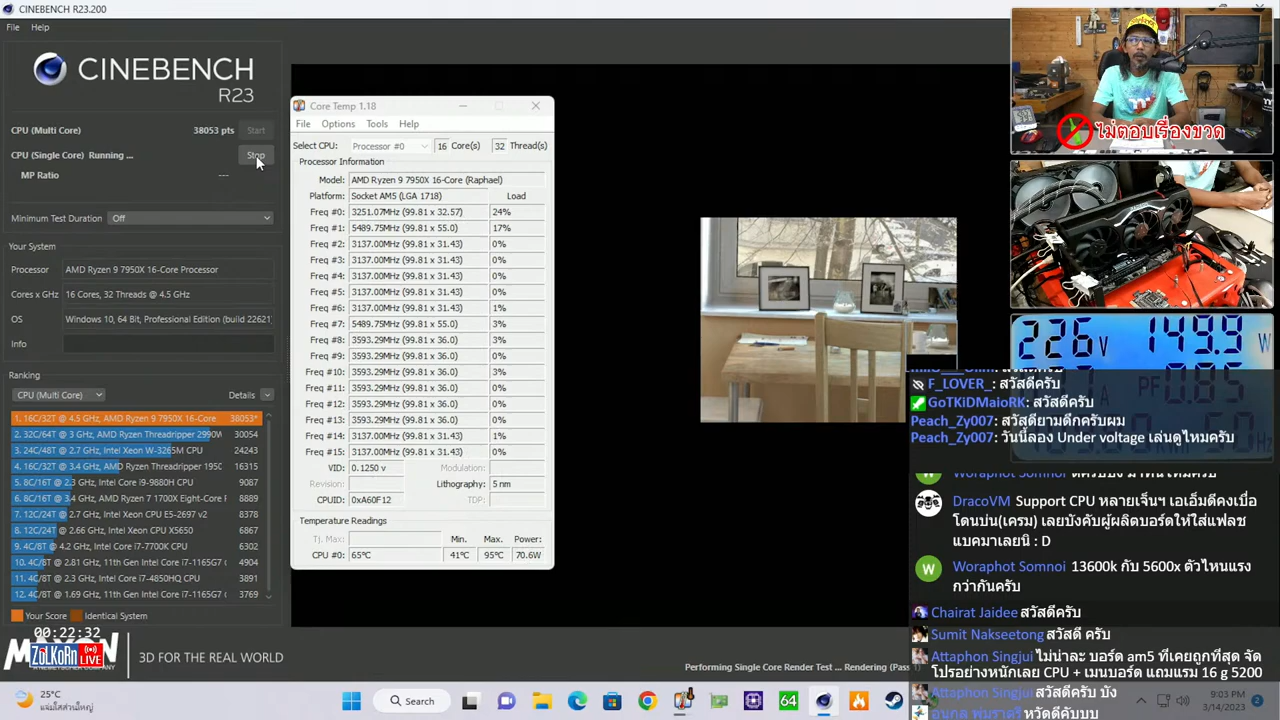 CINEBENCH R23.200
File Help
CINEBENCH
R23
CPU (Multi Core) 38053 pts Start
CPU (Single Core) Running ... Stop
MP Ratio ---
Minimum Test Duration Off
Your System
Processor AMD Ryzen 9 7950X 16-Core Processor
Cores x GHz 16 Cores, 32 Threads @ 4.5 GHz
OS Windows 10, 64 Bit, Professional Edition (build 22621)
Info
Ranking
CPU (Multi Core) Details
1. 16C/32T @ 4.5 GHz, AMD Ryzen 9 7950X 16-Core 38053*
2. 32C/64T @ 3 GHz, AMD Ryzen Threadripper 2990W 30054
3. 24C/48T @ 2.7 GHz, Intel Xeon W-3265M CPU 24243
4. 16C/32T @ 3.4 GHz, AMD Ryzen Threadripper 1950 16315
5. 8C/16T @ 2.3 GHz, Intel Core i9-9880H CPU 9087
6. 8C/16T @ 3.4 GHz, AMD Ryzen 7 1700X Eight-Core P 8889
7. 12C/24T @ 2.7 GHz, Intel Xeon CPU E5-2697 v2 8378
8. 12C/24T @ 2.66 GHz, Intel Xeon CPU X5650 6867
9. 4C/8T @ 4.2 GHz, Intel Core i7-7700K CPU 6302
10. 4C/8T @ 2.81 GHz, 11th Gen Intel Core i7-1165G7 4904
11. 4C/8T @ 2.3 GHz, Intel Core i7-4850HQ CPU 3891
12. 4C/8T @ 1.69 GHz, 11th Gen Intel Core i7-1165G7 3769
Your Score Identical System
00:22:32
MAXON
ZoLKoRn LIVE
3D FOR THE REAL WORLD
Core Temp 1.18
File Options Tools Help
Select CPU: Processor #0 16 Core(s) 32 Thread(s)
Processor Information
Model: AMD Ryzen 9 7950X 16-Core (Raphael)
Platform: Socket AM5 (LGA 1718) Load
Freq #0: 3251.07MHz (99.81 x 32.57) 24%
Freq #1: 5489.75MHz (99.81 x 55.0) 17%
Freq #2: 3137.00MHz (99.81 x 31.43) 0%
Freq #3: 3137.00MHz (99.81 x 31.43) 0%
Freq #4: 3137.00MHz (99.81 x 31.43) 0%
Freq #5: 3137.00MHz (99.81 x 31.43) 0%
Freq #6: 3137.00MHz (99.81 x 31.43) 1%
Freq #7: 5489.75MHz (99.81 x 55.0) 3%
Freq #8: 3593.29MHz (99.81 x 36.0) 3%
Freq #9: 3593.29MHz (99.81 x 36.0) 0%
Freq #10: 3593.29MHz (99.81 x 36.0) 3%
Freq #11: 3593.29MHz (99.81 x 36.0) 0%
Freq #12: 3593.29MHz (99.81 x 36.0) 0%
Freq #13: 3593.29MHz (99.81 x 36.0) 0%
Freq #14: 3137.00MHz (99.81 x 31.43) 1%
Freq #15: 3137.00MHz (99.81 x 31.43) 0%
VID: 0.1250 v Modulation:
Revision: Lithography: 5 nm
CPUID: 0xA60F12 TDP:
Temperature Readings
Tj. Max: Min. Max. Power:
CPU #0: 65°C 41°C 95°C 70.6W
Performing Single Core Render Test ... Rendering (Pass
ไม่ตอบเรื่องขวด
226 V 149.9 W
A PF 0.85
F_LOVER_: สวัสดีครับ
GoTKiDMaioRK: สวัสดีครับ
Peach_Zy007: สวัสดียามดึกครับผม
Peach_Zy007: วันนี้ลอง Under voltage เล่นดูไหมครับ
Woraphot Somnoi
DracoVM Support CPU หลายเจ็นฯ เอเอ็มดีคงเบื่อ
โดนบ่น(เครม) เลยบังคับผู้ผลิตบอร์ดให้ใส่แฟลช
แบคมาเลยนิ : D
W Woraphot Somnoi 13600k กับ 5600x ตัวไหนแรง
กว่ากันครับ
Chairat Jaidee สวัสดีครับ
Sumit Nakseetong สวัสดี ครับ
Attaphon Singjui ไม่น่าละ บอร์ด am5 ที่เคยถูกที่สุด จัด
โปรอย่างหนักเลย CPU + เมนบอร์ด แถมแรม 16 g 5200
Attaphon Singjui สวัสดีครับ บัง
หวัดดีคับบบ
25°C
Search
64
9:03 PM
3/14/2023
2